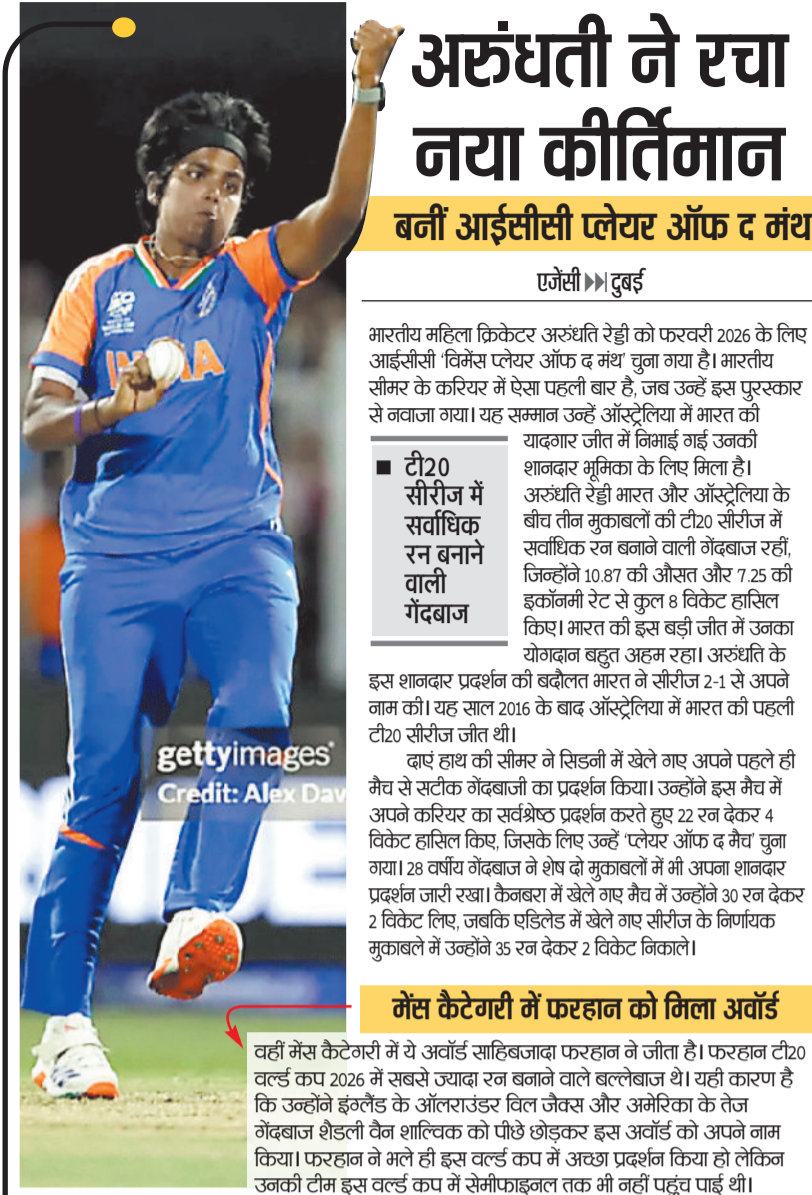 अरुंधती ने रचा
नया कीर्तिमान
बनीं आईसीसी प्लेयर ऑफ द मंथ
एजेंसी दुबई
भारतीय महिला क्रिकेटर अरुंधति रेड्डी को फरवरी 2026 के लिए
आईसीसी ‘विमेंस प्लेयर ऑफ द मंथ’ चुना गया है। भारतीय
सीमर के करियर में ऐसा पहली बार है, जब उन्हें इस पुरस्कार
से नवाजा गया। यह सम्मान उन्हें ऑस्ट्रेलिया में भारत की
यादगार जीत में निभाई गई उनकी
शानदार भूमिका के लिए मिला है।
अरुंधति रेड्डी भारत और ऑस्ट्रेलिया के
बीच तीन मुकाबलों की टी20 सीरीज में
सर्वाधिक रन बनाने वाली गेंदबाज रहीं,
जिन्होंने 10.87 की औसत और 7.25 की
इकॉनमी रेट से कुल 8 विकेट हासिल
किए। भारत की इस बड़ी जीत में उनका
योगदान बहुत अहम रहा। अरुंधति के
इस शानदार प्रदर्शन की बदौलत भारत ने सीरीज 2-1 से अपने
नाम की। यह साल 2016 के बाद ऑस्ट्रेलिया में भारत की पहली
टी20 सीरीज जीत थी।
■ टी20
सीरीज में
सर्वाधिक
रन बनाने
वाली
गेंदबाज
दाएं हाथ की सीमर ने सिडनी में खेले गए अपने पहले ही
मैच से सटीक गेंदबाजी का प्रदर्शन किया। उन्होंने इस मैच में
अपने करियर का सर्वश्रेष्ठ प्रदर्शन करते हुए 22 रन देकर 4
विकेट हासिल किए, जिसके लिए उन्हें ‘प्लेयर ऑफ द मैच’ चुना
गया। 28 वर्षीय गेंदबाज ने शेष दो मुकाबलों में भी अपना शानदार
प्रदर्शन जारी रखा। कैनबरा में खेले गए मैच में उन्होंने 30 रन देकर
2 विकेट लिए, जबकि एडिलेड में खेले गए सीरीज के निर्णायक
मुकाबले में उन्होंने 35 रन देकर 2 विकेट निकाले।
INDIA
gettyimages
Credit: Alex Dav
मेंस कैटेगरी में फरहान को मिला अवॉर्ड
वहीं मेंस कैटेगरी में ये अवॉर्ड साहिबजादा फरहान ने जीता है। फरहान टी20
वर्ल्ड कप 2026 में सबसे ज्यादा रन बनाने वाले बल्लेबाज थे। यही कारण है
कि उन्होंने इंग्लैंड के ऑलराउंडर विल जैक्स और अमेरिका के तेज
गेंदबाज शैडली वैन शाल्विक को पीछे छोड़कर इस अवॉर्ड को अपने नाम
किया। फरहान ने भले ही इस वर्ल्ड कप में अच्छा प्रदर्शन किया हो लेकिन
उनकी टीम इस वर्ल्ड कप में सेमीफाइनल तक भी नहीं पहुंच पाई थी।